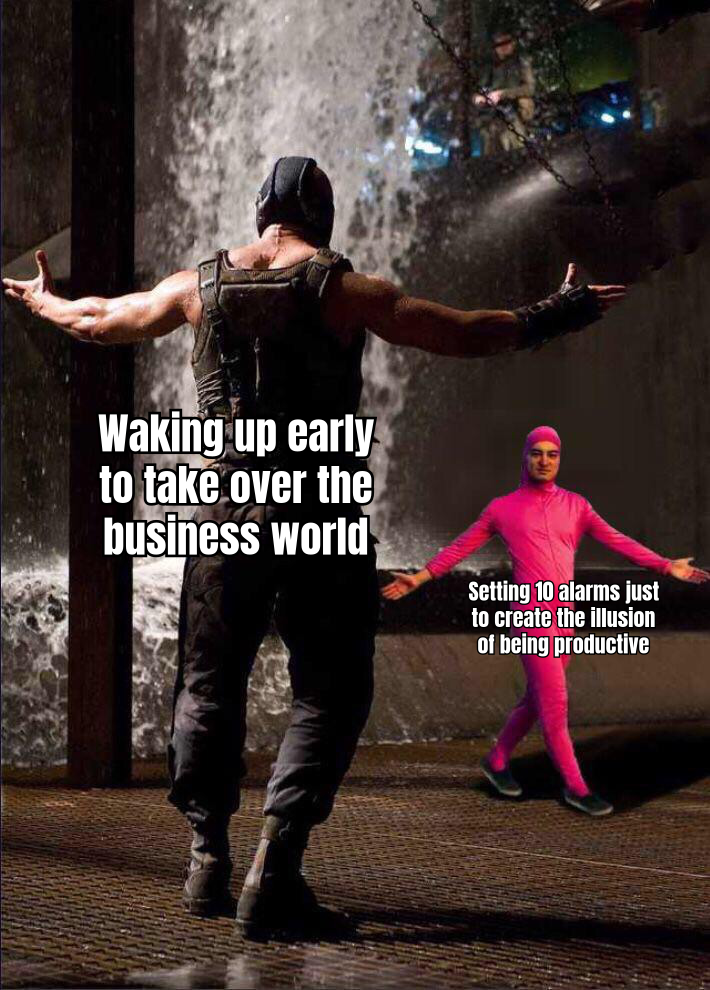 Waking up early
to take over the
business world
Setting 10 alarms just
to create the illusion
of being productive